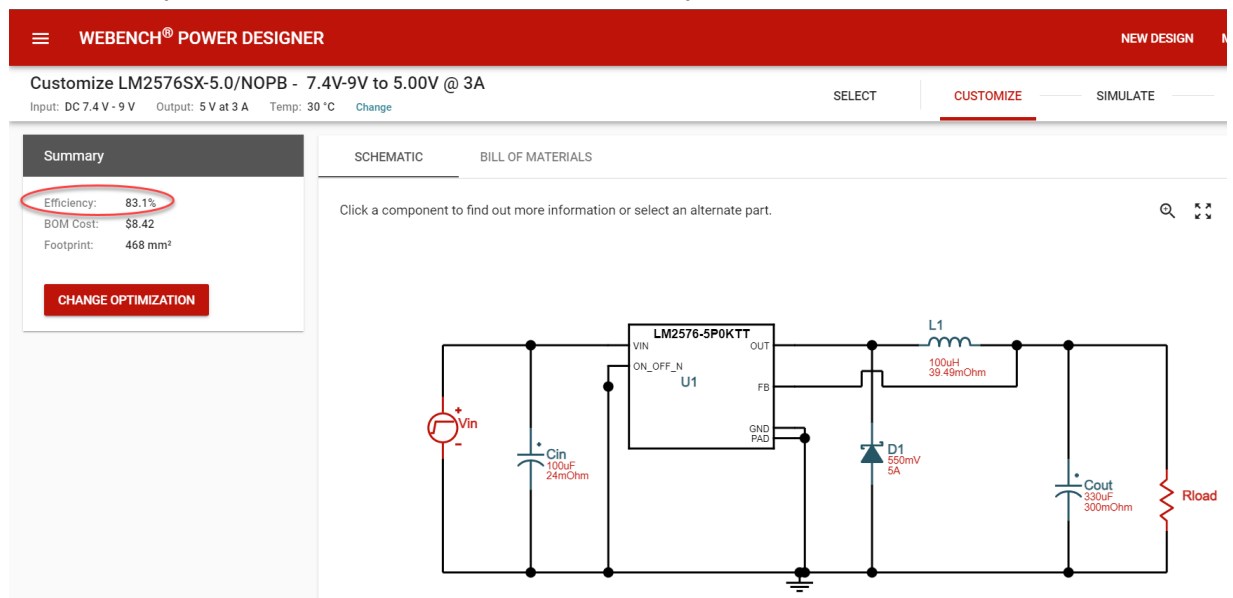 WEBENCH® POWER DESIGNER
NEW DESIGN
Customize LM2576SX-5.0/NOPB - 7.4V-9V to 5.00V @ 3A
Input: DC 7.4 V - 9 V Output: 5 V at 3 A Temp: 30 °C Change
SELECT
CUSTOMIZE
SIMULATE
Summary
Efficiency: 83.1%
BOM Cost: $8.42
Footprint: 468 mm²
CHANGE OPTIMIZATION
SCHEMATIC
BILL OF MATERIALS
Click a component to find out more information or select an alternate part.
LM2576-5P0KTT
VIN
OUT
ON_OFF_N
U1
FB
GND
PAD
L1
100uH
39.49mOhm
Vin
Cin
100uF
24mOhm
D1
550mV
5A
Cout
330uF
300mOhm
Rload